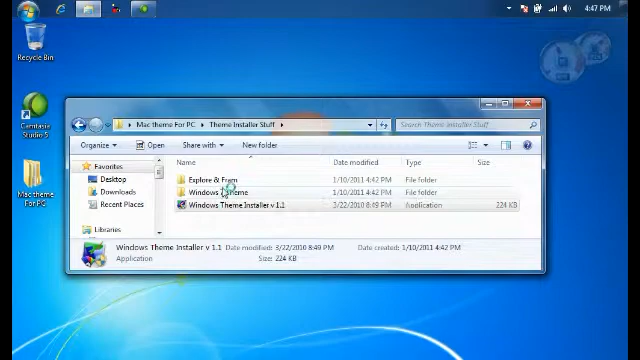 4:47 PM
Recycle Bin
Camtasia
Studio 5
Mac theme
For PC
Mac theme For PC
Theme Installer Stuff
Search Theme Installer Stuff
Organize
Open
Share with
New folder
Favorites
Desktop
Downloads
Recent Places
Libraries
Name
Date modified
Type
Size
Explore & Fram
1/10/2011 4:42 PM
File folder
Windows 7 Theme
1/10/2011 4:42 PM
File folder
Windows Theme Installer v 1.1
3/22/2010 8:49 PM
Application
224 KB
Windows Theme Installer v 1.1 Date modified: 3/22/2010 8:49 PM Date created: 1/10/2011 4:42 PM
Application Size: 224 KB